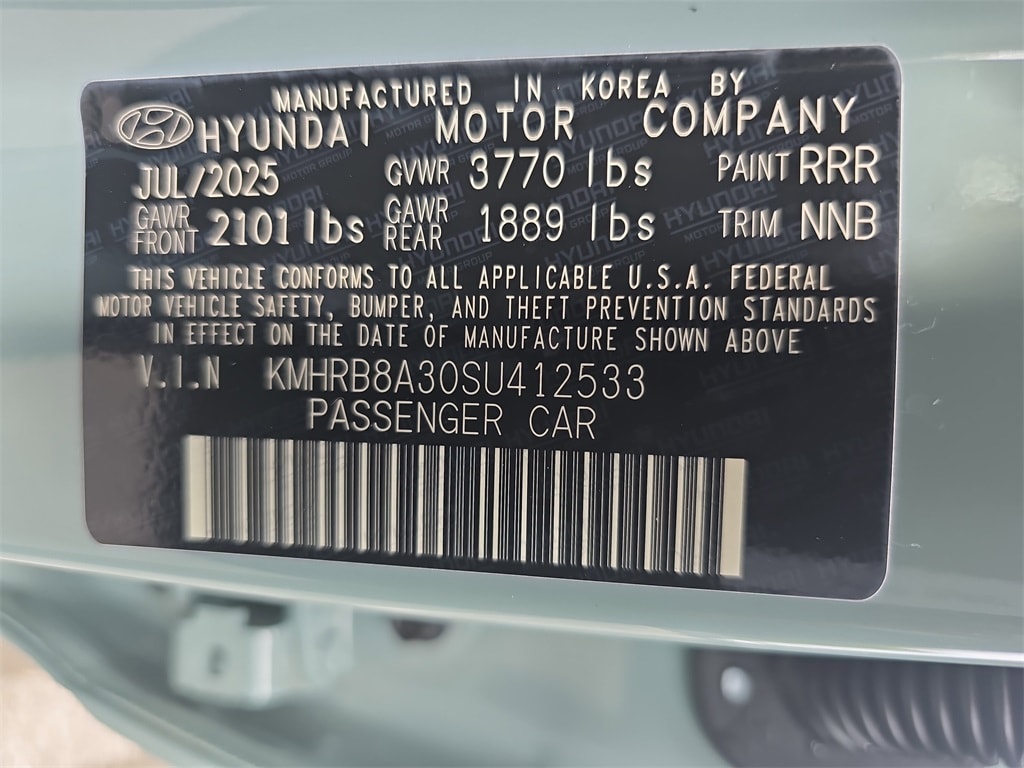 MANUFACTURED IN KOREA BY
HYUNDAI MOTOR COMPANY
JUL/2025 GVWR 3770 lbs PAINT RRR
GAWR FRONT 2101 lbs GAWR REAR 1889 lbs TRIM NNB
THIS VEHICLE CONFORMS TO ALL APPLICABLE U.S.A. FEDERAL
MOTOR VEHICLE SAFETY, BUMPER, AND THEFT PREVENTION STANDARDS
IN EFFECT ON THE DATE OF MANUFACTURE SHOWN ABOVE
V.I.N KMHRB8A30SU412533
PASSENGER CAR